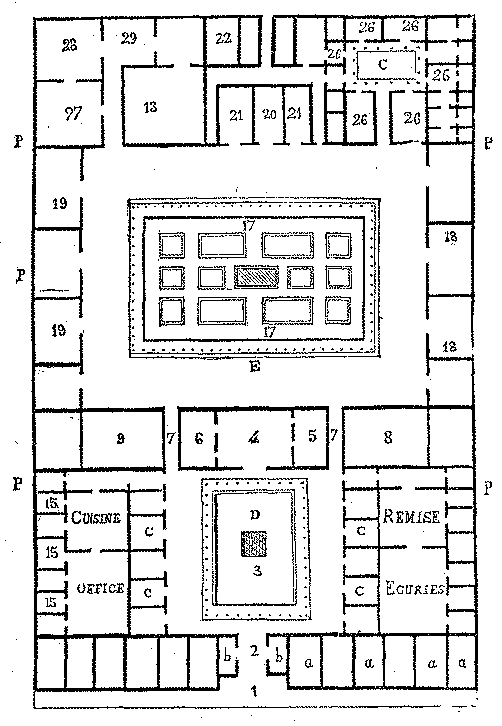 28 29 22 26 26
26 C 26
27 13 21 20 21 26 26
P P
19 17 18
P
19 17 18
E
9 7 6 4 5 7 8
P P
15 CUISINE D REMISE
15 C C
OFFICE 3 ECURIES
15 C C
b 2 b a a a a
1